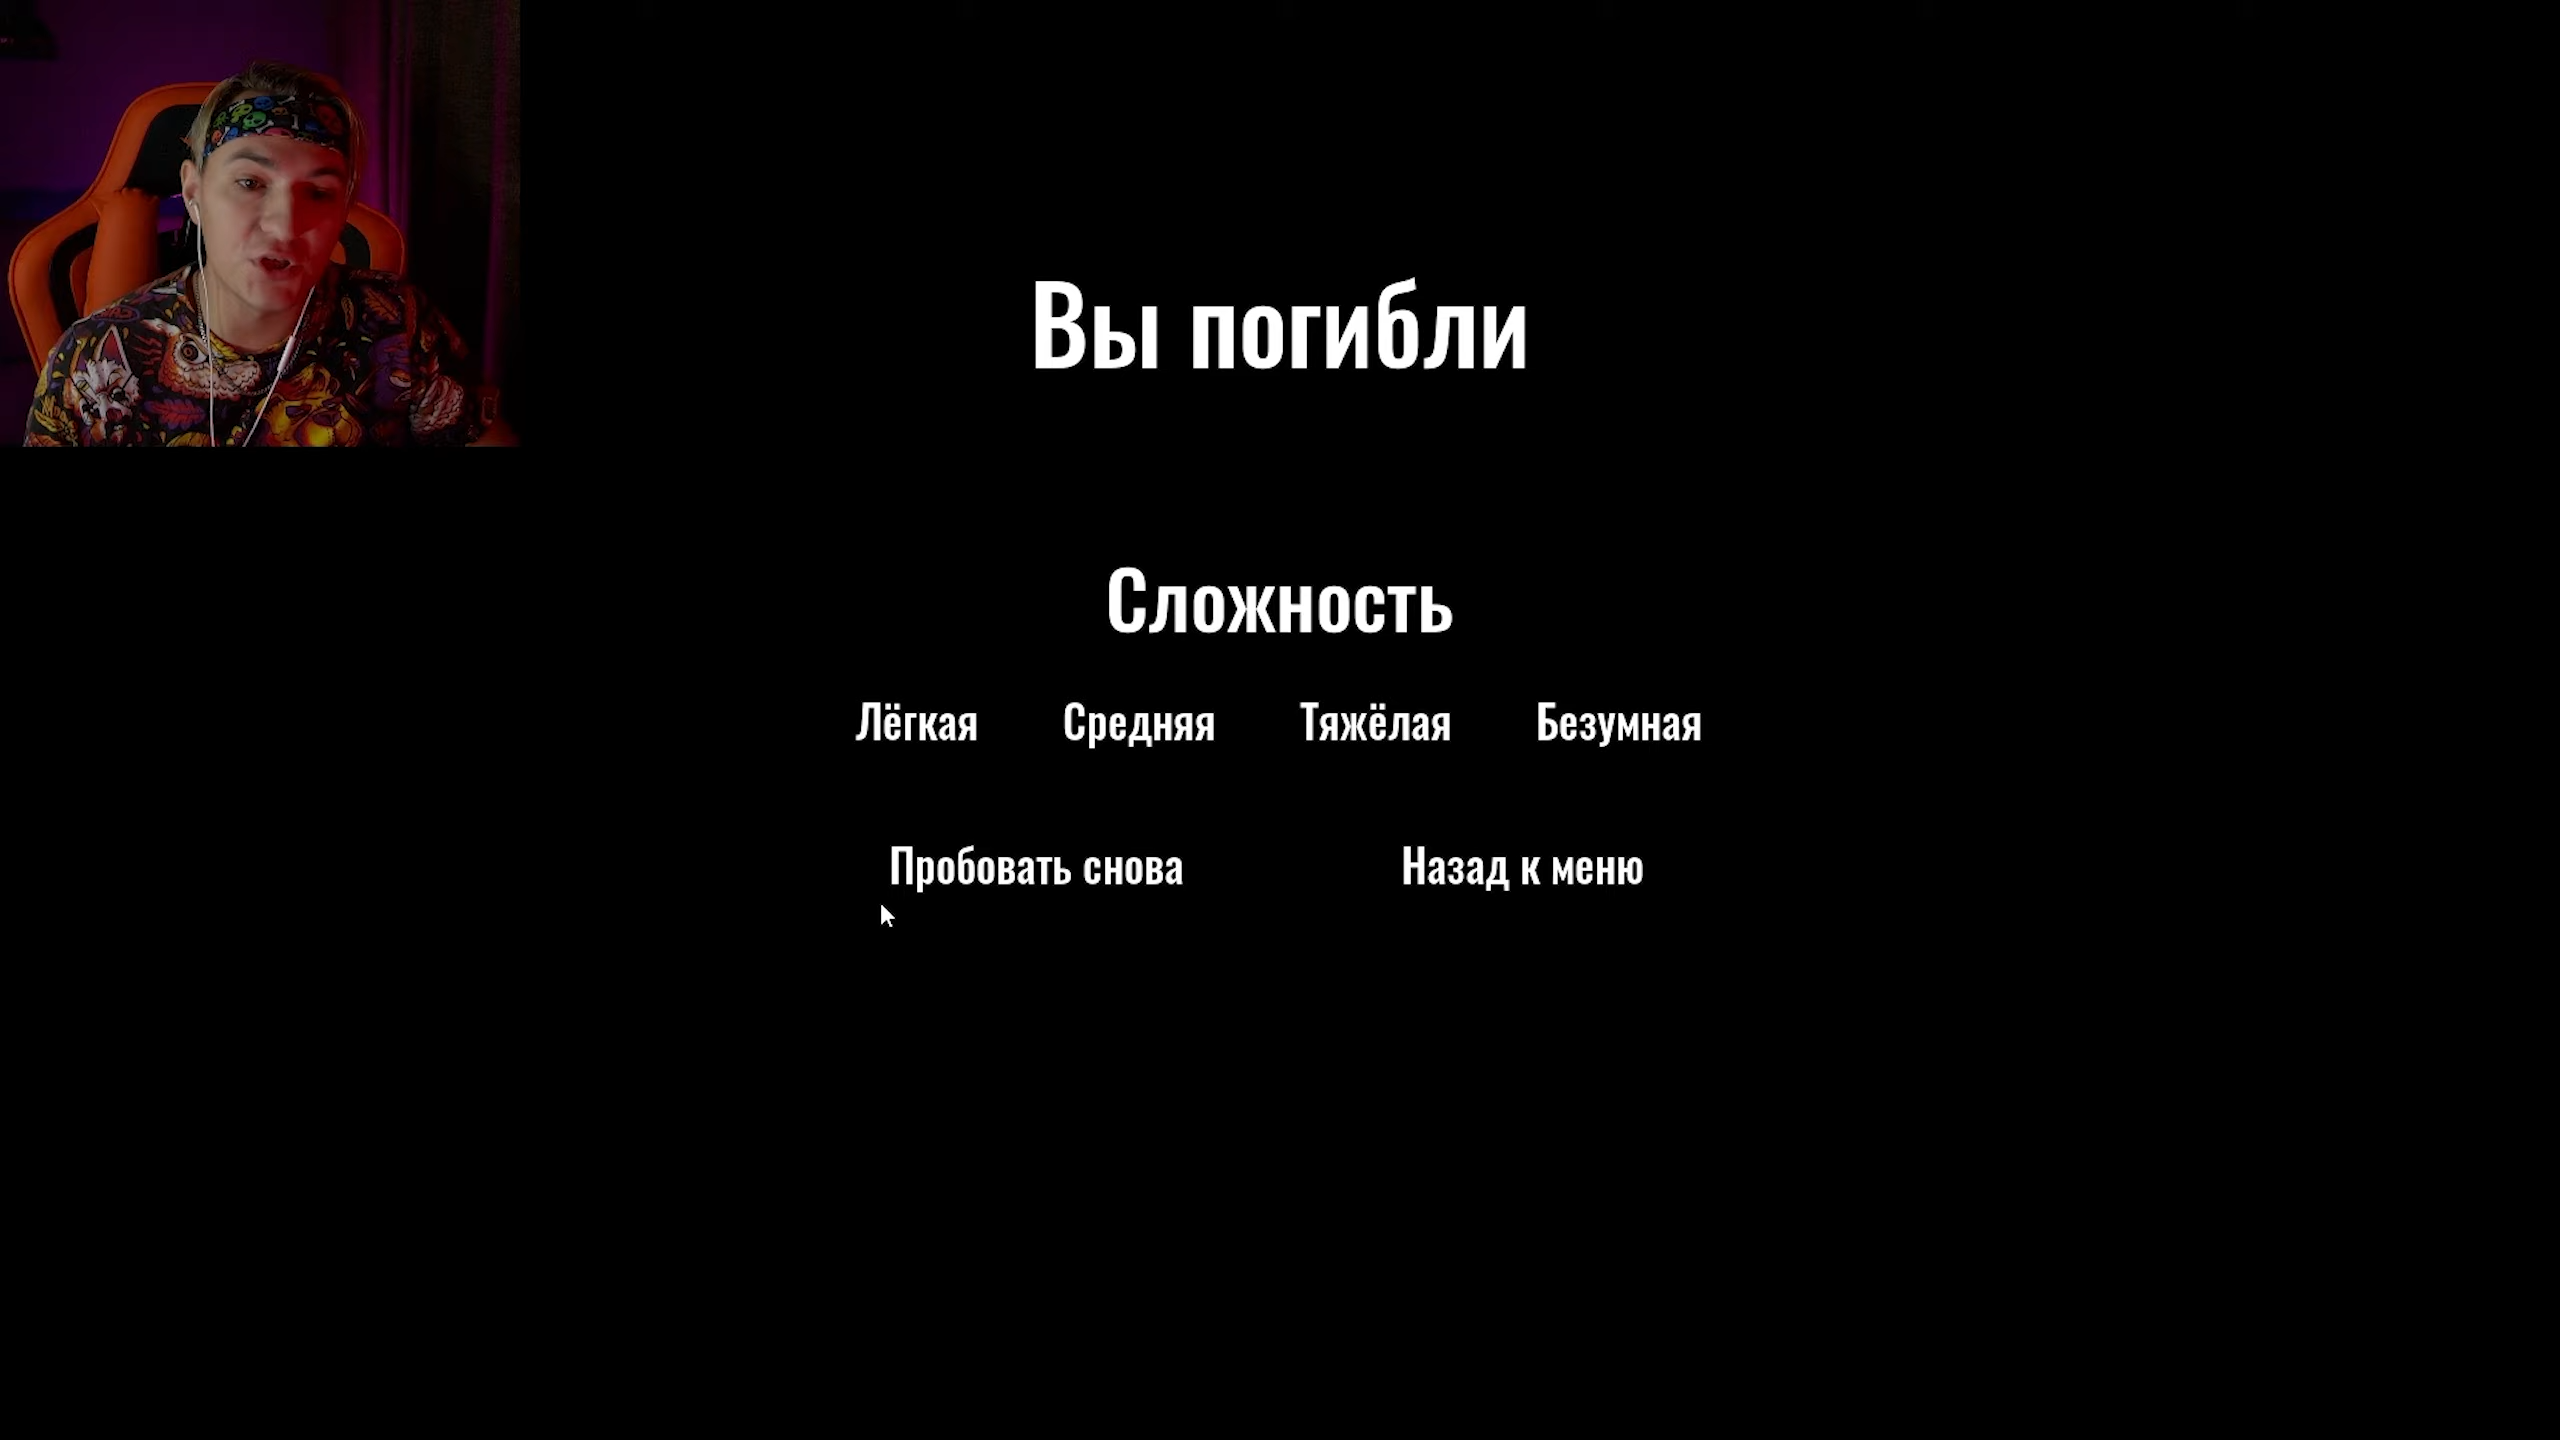 Вы погибли
Сложность
Лёгкая Средняя Тяжёлая Безумная
Пробовать снова Назад к меню